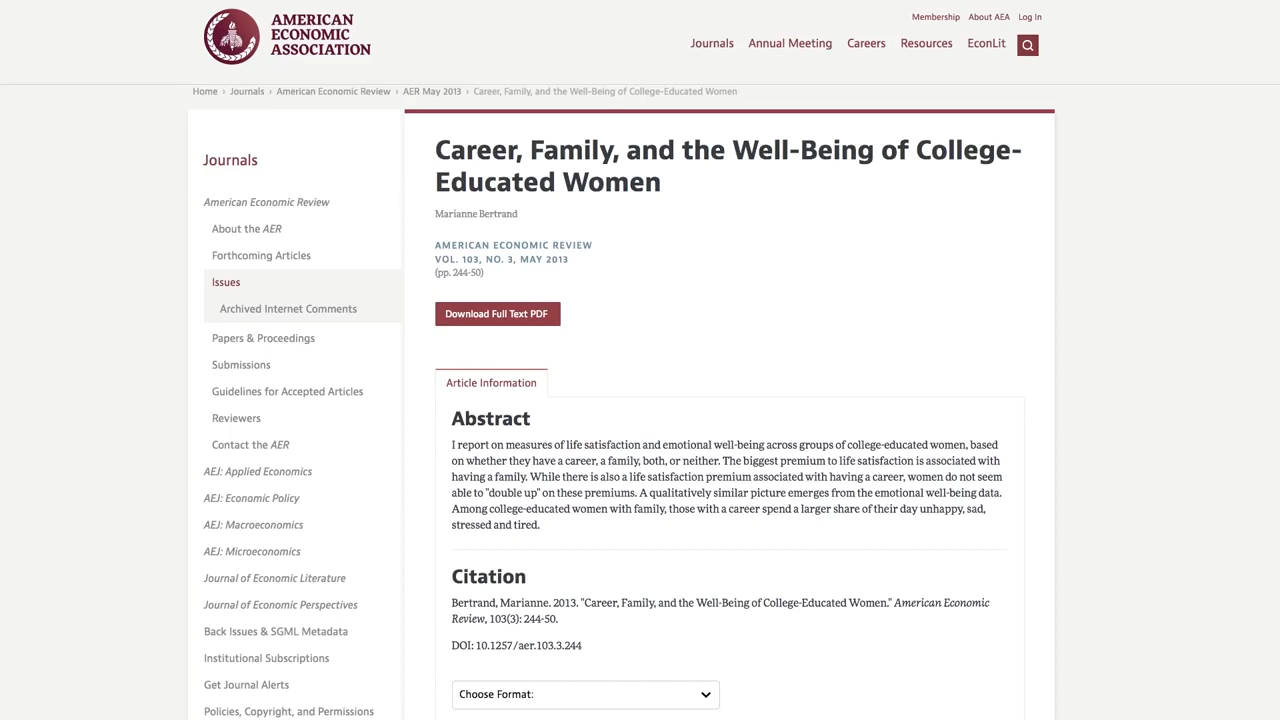 AMERICAN
ECONOMIC
ASSOCIATION
Membership About AEA Log In
Journals Annual Meeting Careers Resources EconLit
Home › Journals › American Economic Review › AER May 2013 › Career, Family, and the Well-Being of College-Educated Women
Journals
American Economic Review
About the AER
Forthcoming Articles
Issues
Archived Internet Comments
Papers & Proceedings
Submissions
Guidelines for Accepted Articles
Reviewers
Contact the AER
AEJ: Applied Economics
AEJ: Economic Policy
AEJ: Macroeconomics
AEJ: Microeconomics
Journal of Economic Literature
Journal of Economic Perspectives
Back Issues & SGML Metadata
Institutional Subscriptions
Get Journal Alerts
Policies, Copyright, and Permissions
Career, Family, and the Well-Being of College-
Educated Women
Marianne Bertrand
AMERICAN ECONOMIC REVIEW
VOL. 103, NO. 3, MAY 2013
(pp. 244-50)
Download Full Text PDF
Article Information
Abstract
I report on measures of life satisfaction and emotional well-being across groups of college-educated women, based
on whether they have a career, a family, both, or neither. The biggest premium to life satisfaction is associated with
having a family. While there is also a life satisfaction premium associated with having a career, women do not seem
able to "double up" on these premiums. A qualitatively similar picture emerges from the emotional well-being data.
Among college-educated women with family, those with a career spend a larger share of their day unhappy, sad,
stressed and tired.
Citation
Bertrand, Marianne. 2013. "Career, Family, and the Well-Being of College-Educated Women." American Economic
Review, 103(3): 244-50.
DOI: 10.1257/aer.103.3.244
Choose Format: